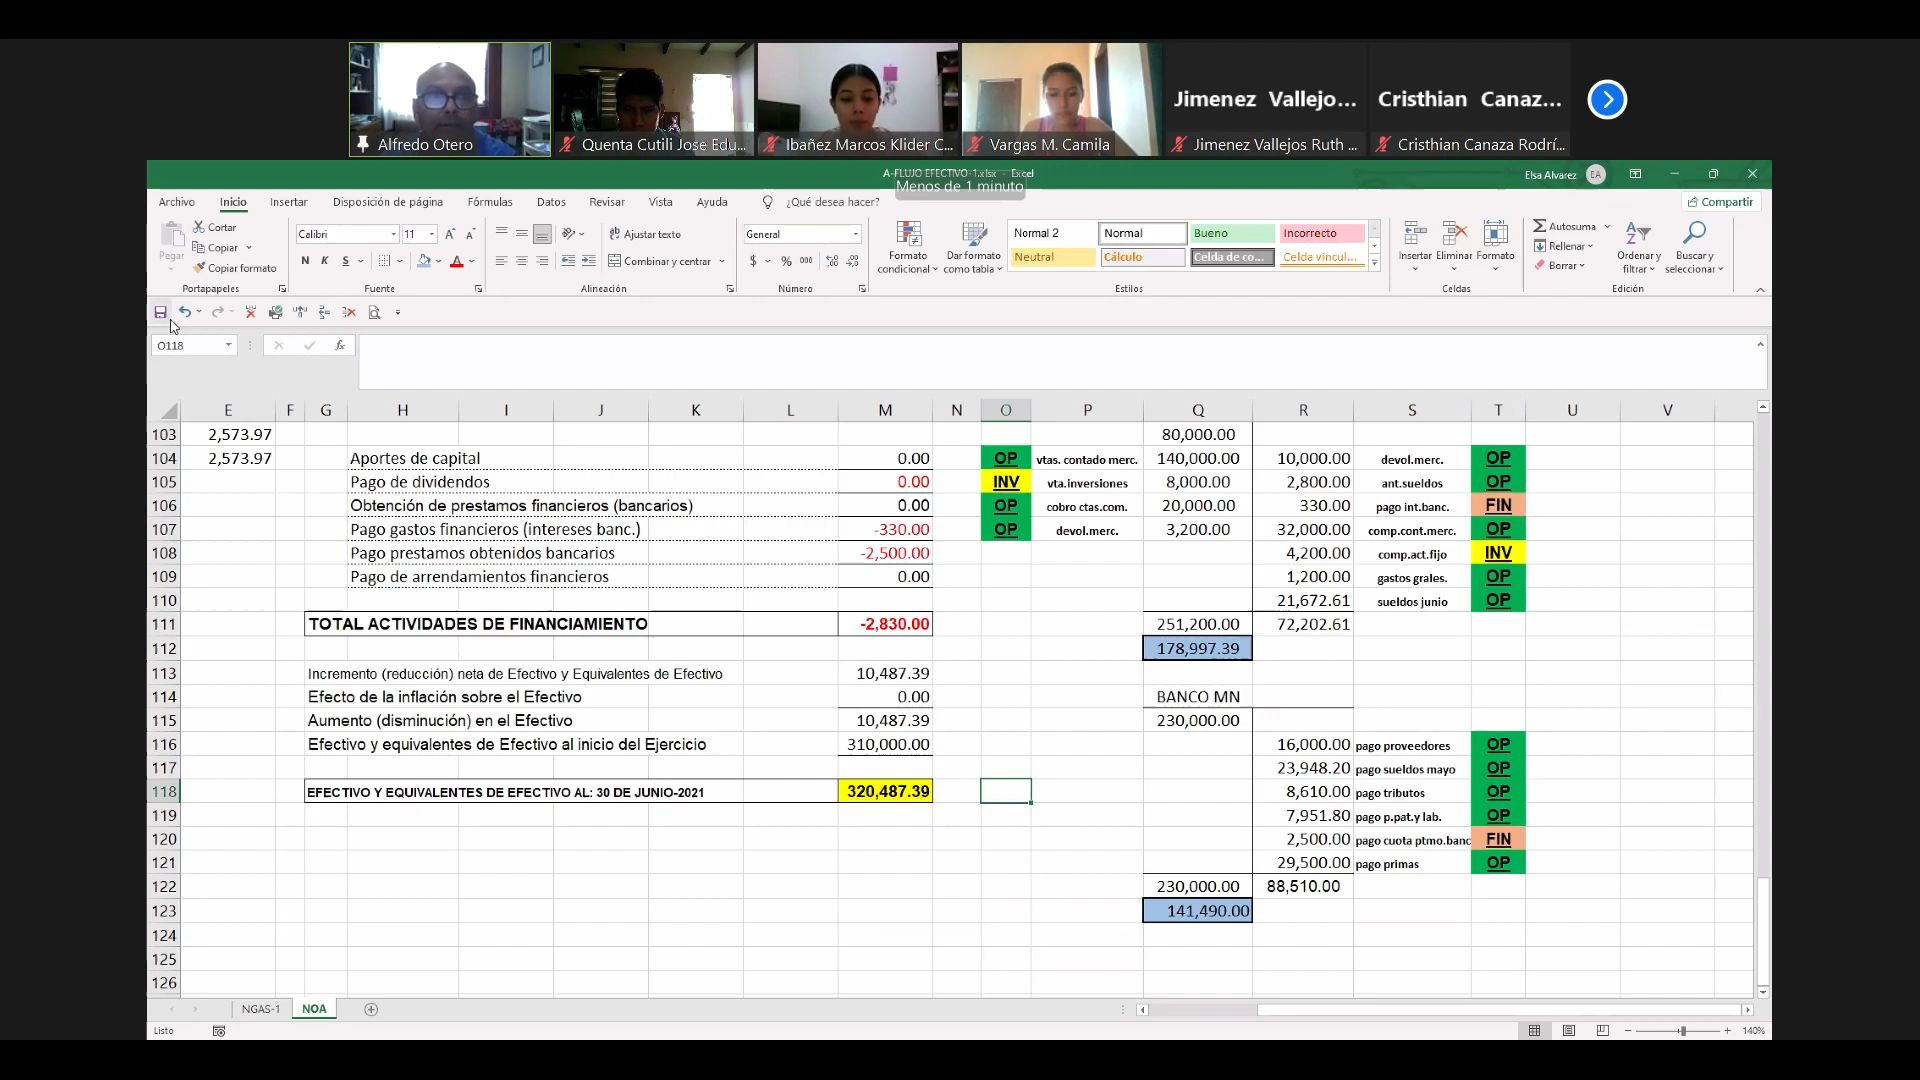 Jimenez Vallejo...
Cristhian Canaz...
Alfredo Otero
Quenta Cutili Jose Edu...
Ibañez Marcos Klider C...
Vargas M. Camila
Jimenez Vallejos Ruth ...
Cristhian Canaza Rodrí...
A-FLUJO EFECTIVO-1.xlsx - Excel
Menos de 1 minuto
Elsa Alvarez EA
Archivo Inicio Insertar Disposición de página Fórmulas Datos Revisar Vista Ayuda ¿Qué desea hacer? Compartir
Pegar
Cortar
Copiar
Copiar formato
Portapapeles
Calibri 11
N K S
Fuente
Ajustar texto
Combinar y centrar
Alineación
General
$ % 000
Número
Formato condicional
Dar formato como tabla
Normal 2 Normal Bueno Incorrecto
Neutral Cálculo Celda de co... Celda vincul...
Estilos
Insertar Eliminar Formato
Celdas
Autosuma
Rellenar
Borrar
Ordenar y filtrar
Buscar y seleccionar
Edición
O118 fx
E F G H I J K L M N O P Q R S T U V
103 2,573.97 80,000.00
104 2,573.97 Aportes de capital 0.00 OP vtas. contado merc. 140,000.00 10,000.00 devol.merc. OP
105 Pago de dividendos 0.00 INV vta.inversiones 8,000.00 2,800.00 ant.sueldos OP
106 Obtención de prestamos financieros (bancarios) 0.00 OP cobro ctas.com. 20,000.00 330.00 pago int.banc. FIN
107 Pago gastos financieros (intereses banc.) -330.00 OP devol.merc. 3,200.00 32,000.00 comp.cont.merc. OP
108 Pago prestamos obtenidos bancarios -2,500.00 4,200.00 comp.act.fijo INV
109 Pago de arrendamientos financieros 0.00 1,200.00 gastos grales. OP
110 21,672.61 sueldos junio OP
111 TOTAL ACTIVIDADES DE FINANCIAMIENTO -2,830.00 251,200.00 72,202.61
112 178,997.39
113 Incremento (reducción) neta de Efectivo y Equivalentes de Efectivo 10,487.39
114 Efecto de la inflación sobre el Efectivo 0.00 BANCO MN
115 Aumento (disminución) en el Efectivo 10,487.39 230,000.00
116 Efectivo y equivalentes de Efectivo al inicio del Ejercicio 310,000.00 16,000.00 pago proveedores OP
117 23,948.20 pago sueldos mayo OP
118 EFECTIVO Y EQUIVALENTES DE EFECTIVO AL: 30 DE JUNIO-2021 320,487.39 8,610.00 pago tributos OP
119 7,951.80 pago p.pat.y lab. OP
120 2,500.00 pago cuota ptmo.banc FIN
121 29,500.00 pago primas OP
122 230,000.00 88,510.00
123 141,490.00
124
125
126
NGAS-1 NOA
Listo 140%